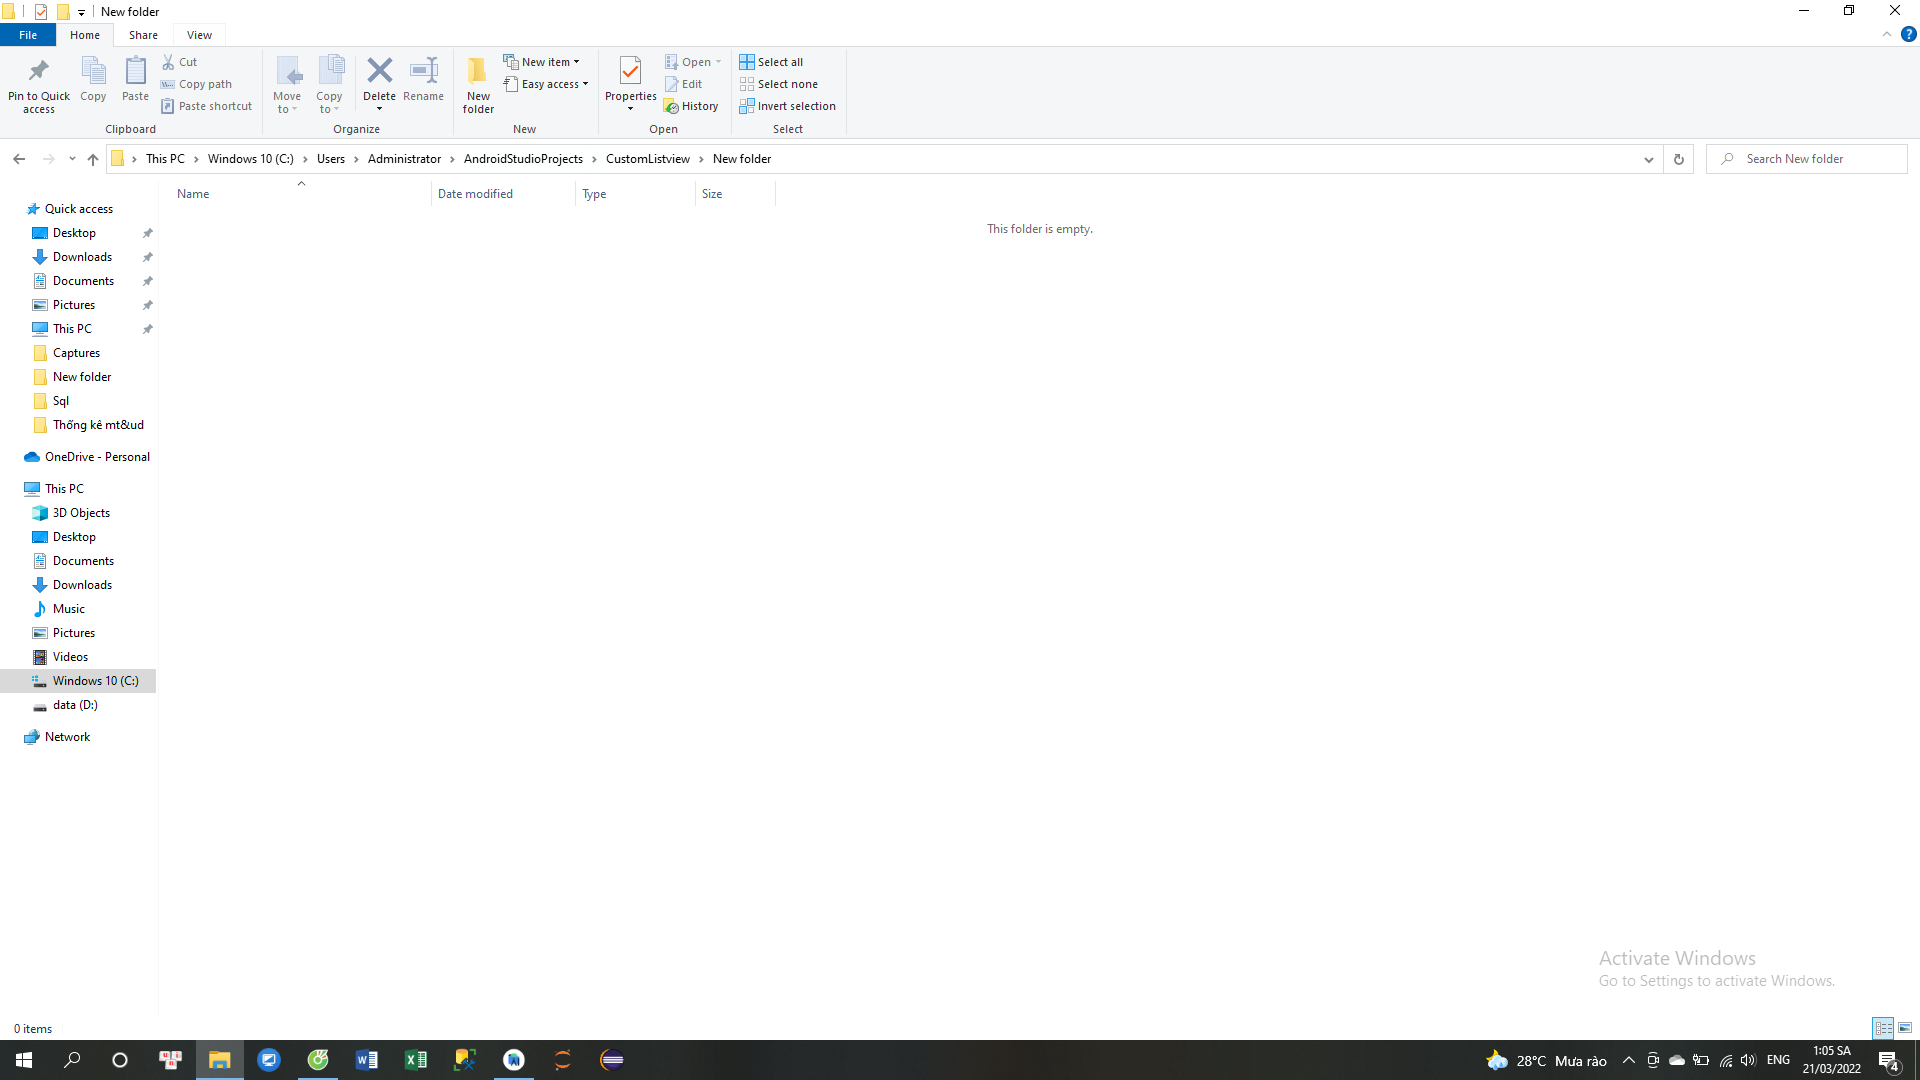 New folder
File Home Share View
Pin to Quick access
Copy
Paste
Cut
Copy path
Paste shortcut
Clipboard
Move to
Copy to
Delete
Rename
Organize
New folder
New item
Easy access
New
Properties
Open
Edit
History
Open
Select all
Select none
Invert selection
Select
This PC › Windows 10 (C:) › Users › Administrator › AndroidStudioProjects › CustomListview › New folder
Search New folder
Name Date modified Type Size
This folder is empty.
Quick access
Desktop
Downloads
Documents
Pictures
This PC
Captures
New folder
Sql
Thống kê mt&ud
OneDrive - Personal
This PC
3D Objects
Desktop
Documents
Downloads
Music
Pictures
Videos
Windows 10 (C:)
data (D:)
Network
Activate Windows
Go to Settings to activate Windows.
0 items
28°C Mưa rào
ENG
1:05 SA
21/03/2022
4